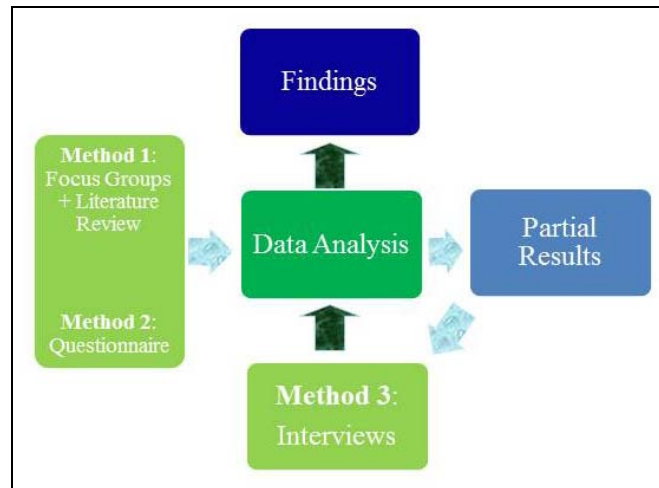 Findings
Method 1:
Focus Groups
+ Literature
Review
Method 2:
Questionnaire
Data Analysis
Partial
Results
Method 3:
Interviews